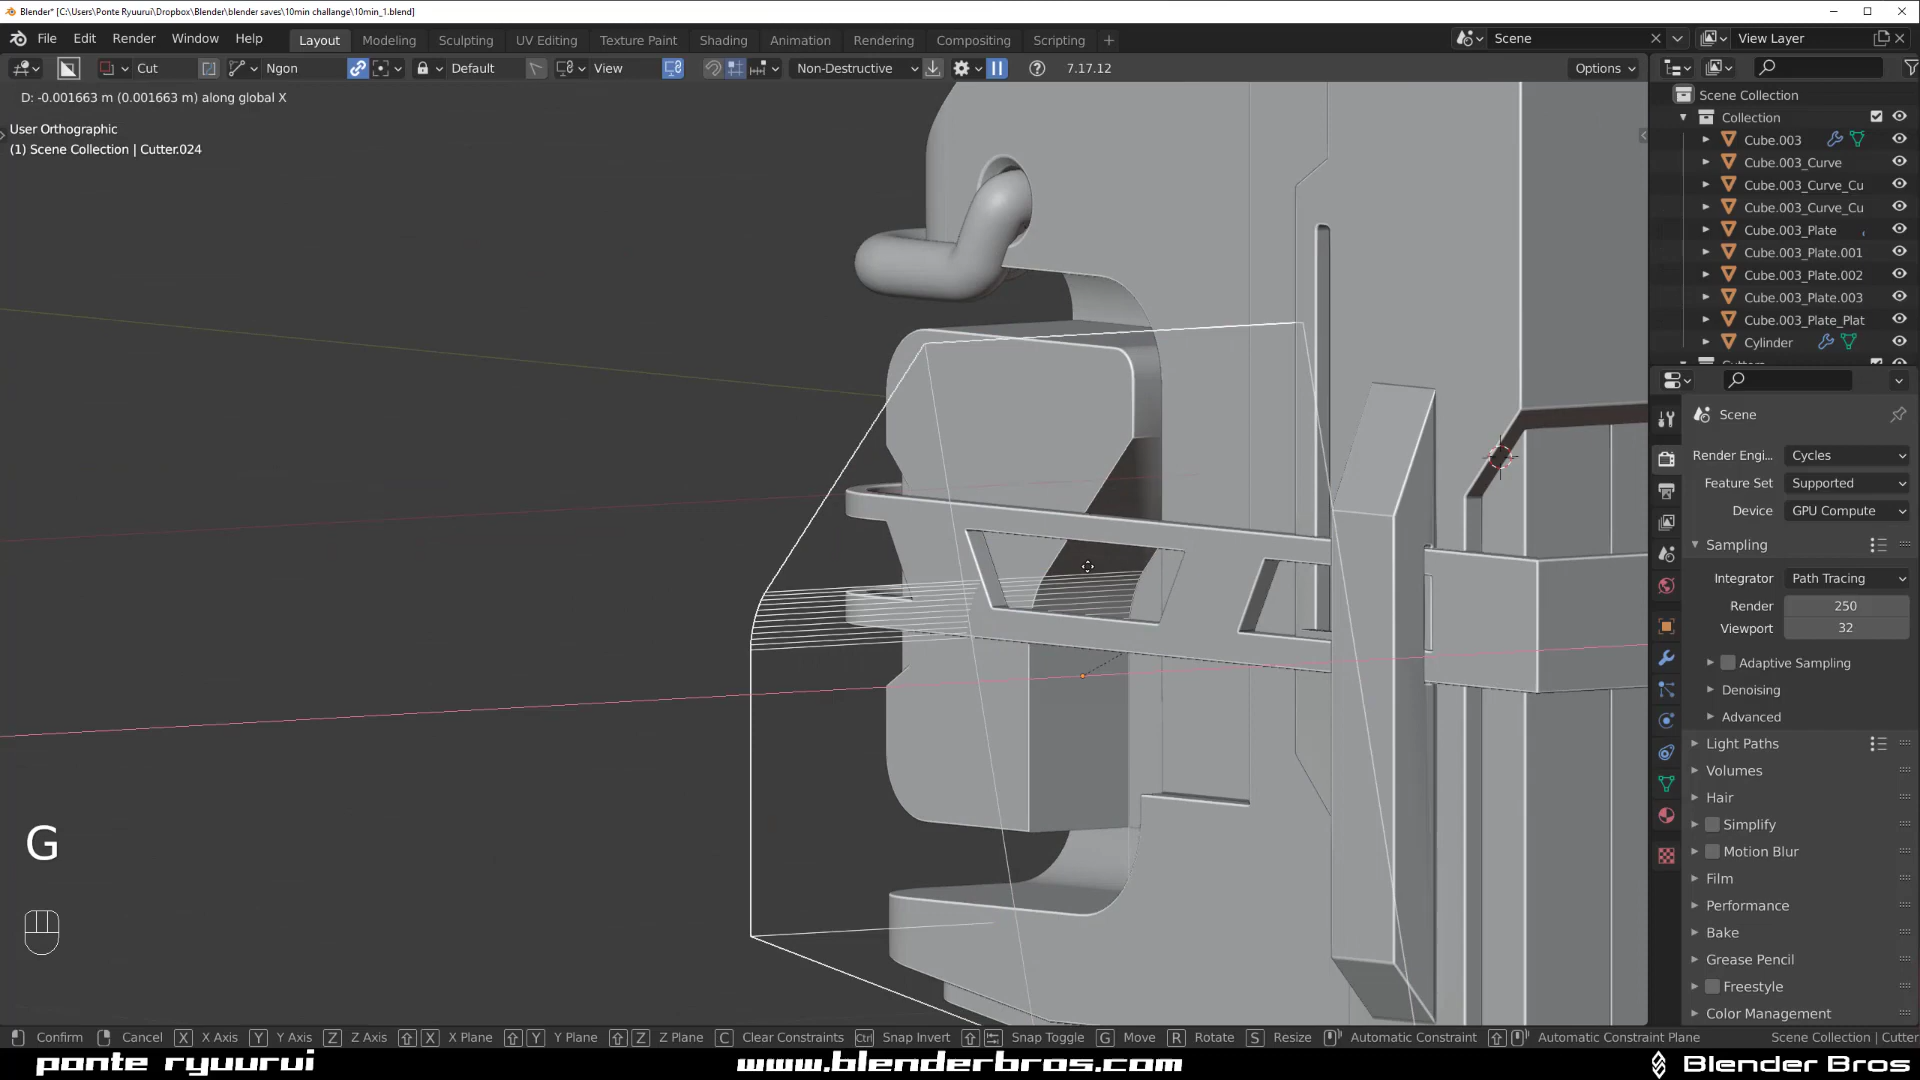 Blender* [C:\Users\Ponte Ryuurui\Dropbox\Blender\blender saves\10min challange\10min_1.blend]
File Edit Render Window Help Layout Modeling Sculpting UV Editing Texture Paint Shading Animation Rendering Compositing Scripting + Scene View Layer
Cut Ngon Default View Non-Destructive 7.17.12 Options
D: -0.001663 m (0.001663 m) along global X
User Orthographic
(1) Scene Collection | Cutter.024
Scene Collection
Collection
Cube.003
Cube.003_Curve
Cube.003_Curve_Cu
Cube.003_Curve_Cu
Cube.003_Plate
Cube.003_Plate.001
Cube.003_Plate.002
Cube.003_Plate.003
Cube.003_Plate_Plat
Cylinder
Scene
Render Engi... Cycles
Feature Set Supported
Device GPU Compute
Sampling
Integrator Path Tracing
Render 250
Viewport 32
Adaptive Sampling
Denoising
Advanced
Light Paths
Volumes
Hair
Simplify
Motion Blur
Film
Performance
Bake
Grease Pencil
Freestyle
Color Management
G
Confirm Cancel X X Axis Y Y Axis Z Z Axis X X Plane Y Y Plane Z Z Plane C Clear Constraints Ctrl Snap Invert Snap Toggle G Move R Rotate S Resize Automatic Constraint Automatic Constraint Plane Scene Collection | Cutter
ponte ryuurui www.blenderbros.com Blender Bros